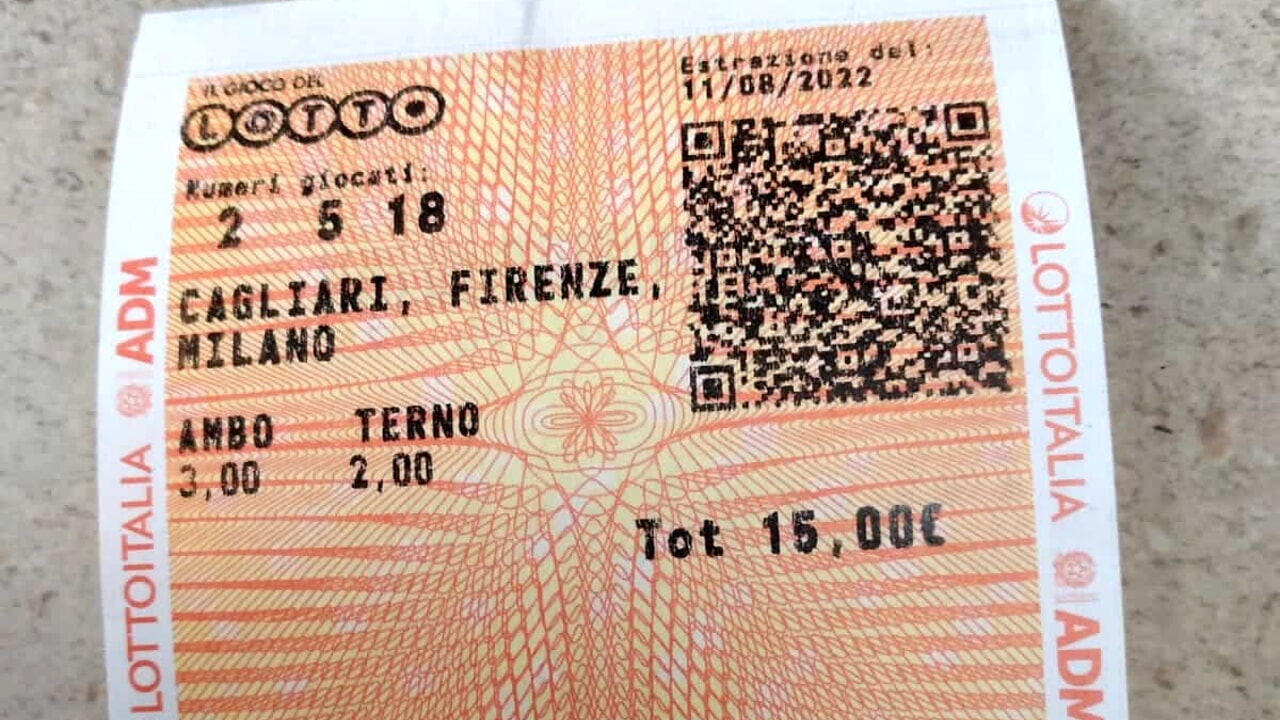 IL GIOCO DEL
LOTTO
Estrazione del:
11/08/2022
Numeri giocati:
2 5 18
CAGLIARI, FIRENZE,
MILANO
AMBO TERNO
3,00 2,00
Tot 15,00€
LOTTOITALIA ADM
LOTTOITALIA ADM